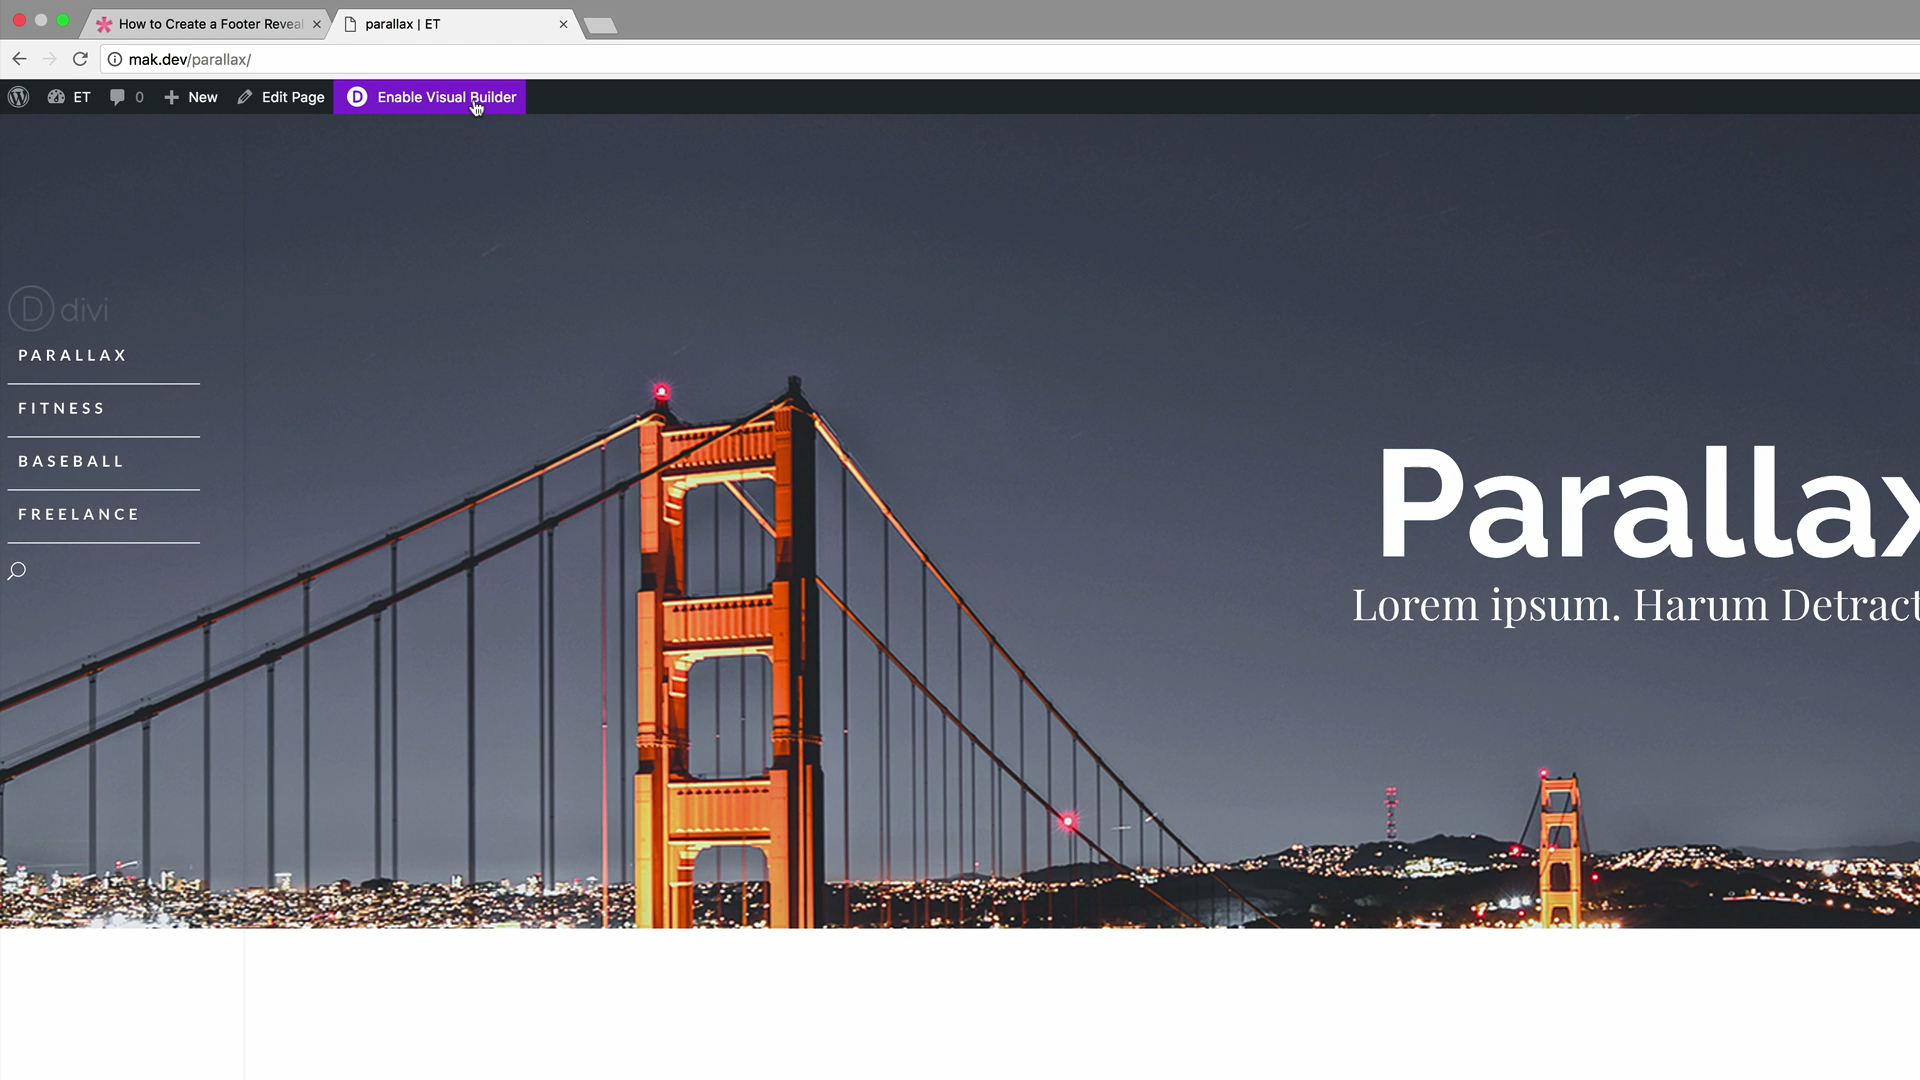 How to Create a Footer Reveal
parallax | ET
mak.dev/parallax/
ET 0 New Edit Page D Enable Visual Builder
D divi
PARALLAX
FITNESS
BASEBALL
FREELANCE
Parallax
Lorem ipsum. Harum Detract